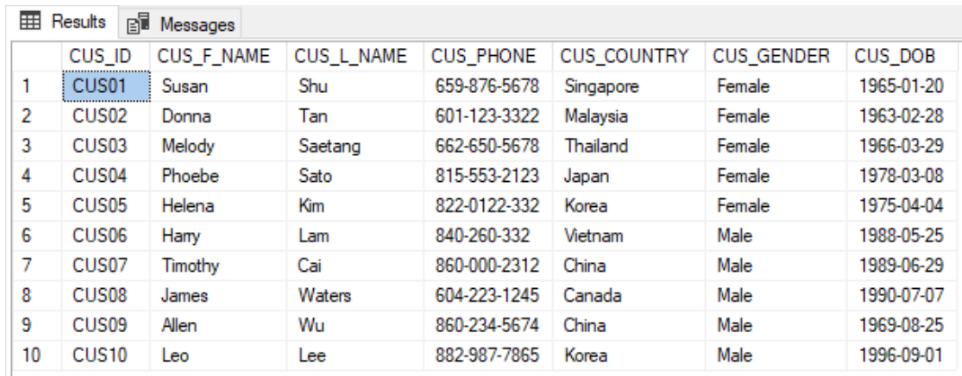 Results Messages
CUS_ID CUS_F_NAME CUS_L_NAME CUS_PHONE CUS_COUNTRY CUS_GENDER CUS_DOB
1 CUS01 Susan Shu 659-876-5678 Singapore Female 1965-01-20
2 CUS02 Donna Tan 601-123-3322 Malaysia Female 1963-02-28
3 CUS03 Melody Saetang 662-650-5678 Thailand Female 1966-03-29
4 CUS04 Phoebe Sato 815-553-2123 Japan Female 1978-03-08
5 CUS05 Helena Kim 822-0122-332 Korea Female 1975-04-04
6 CUS06 Harry Lam 840-260-332 Vietnam Male 1988-05-25
7 CUS07 Timothy Cai 860-000-2312 China Male 1989-06-29
8 CUS08 James Waters 604-223-1245 Canada Male 1990-07-07
9 CUS09 Allen Wu 860-234-5674 China Male 1969-08-25
10 CUS10 Leo Lee 882-987-7865 Korea Male 1996-09-01